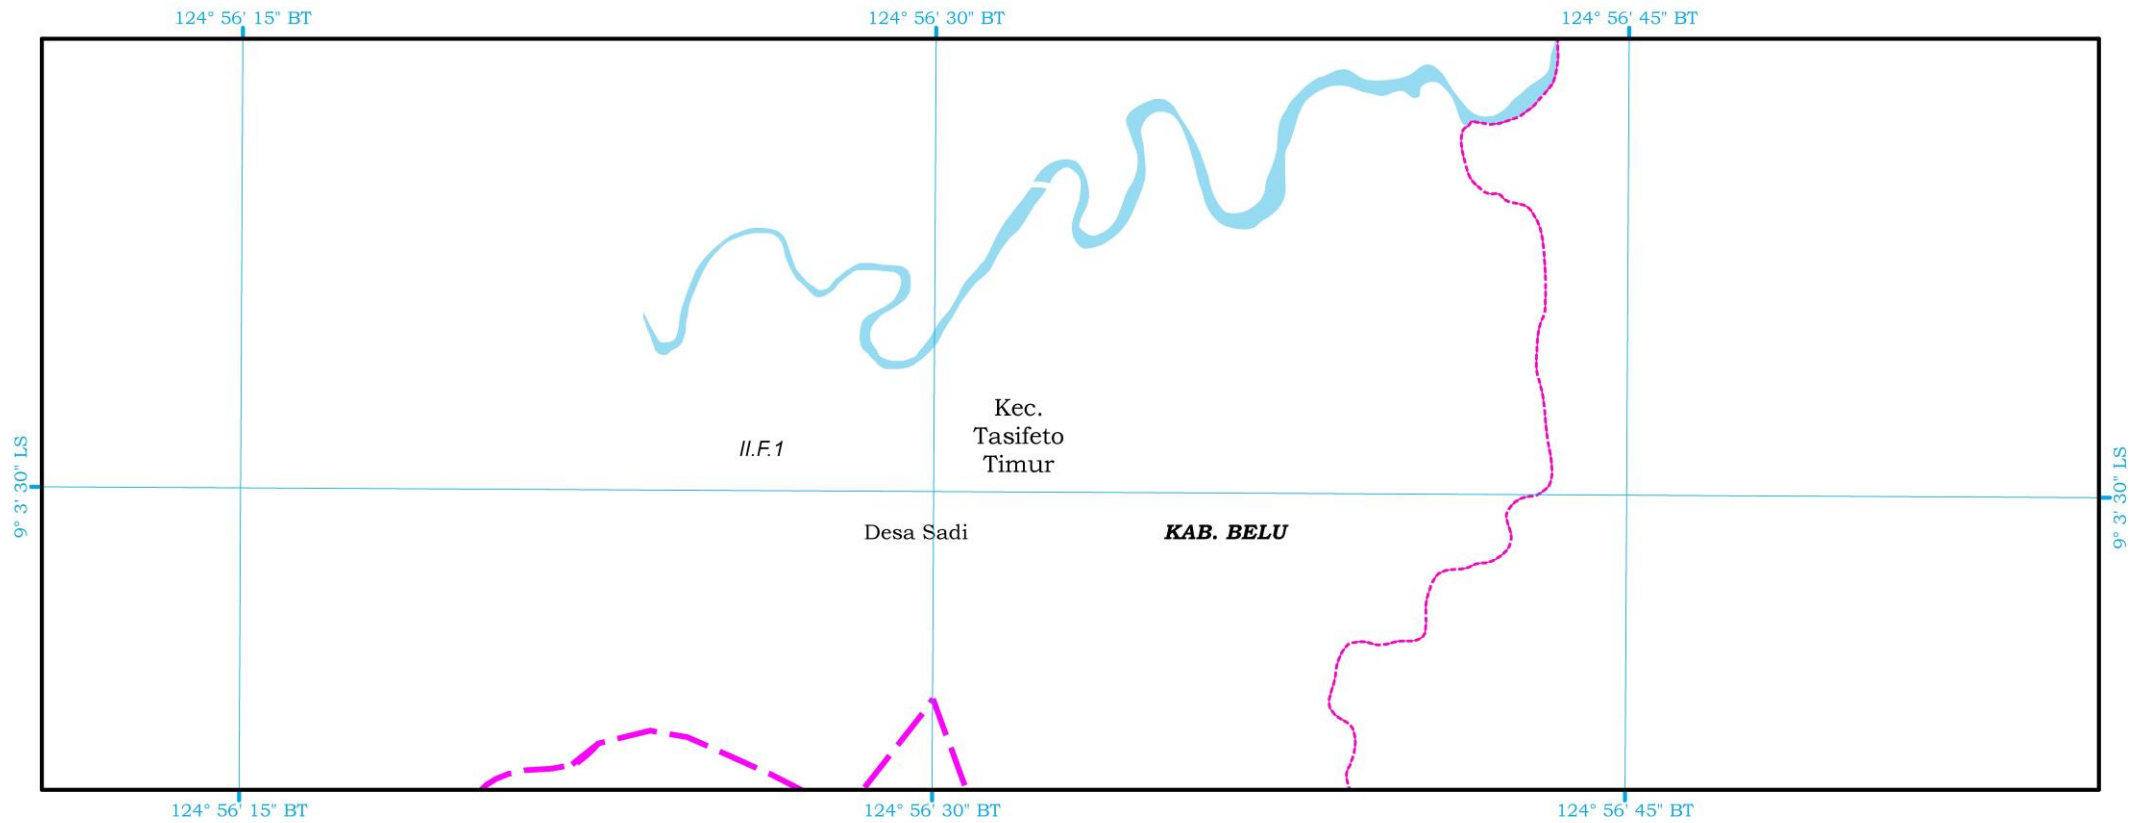 124° 56' 15" BT
124° 56' 30" BT
124° 56' 45" BT
9° 3' 30" LS
9° 3' 30" LS
Kec.
Tasifeto
Timur
II.F.1
Desa Sadi
KAB. BELU
124° 56' 15" BT
124° 56' 30" BT
124° 56' 45" BT